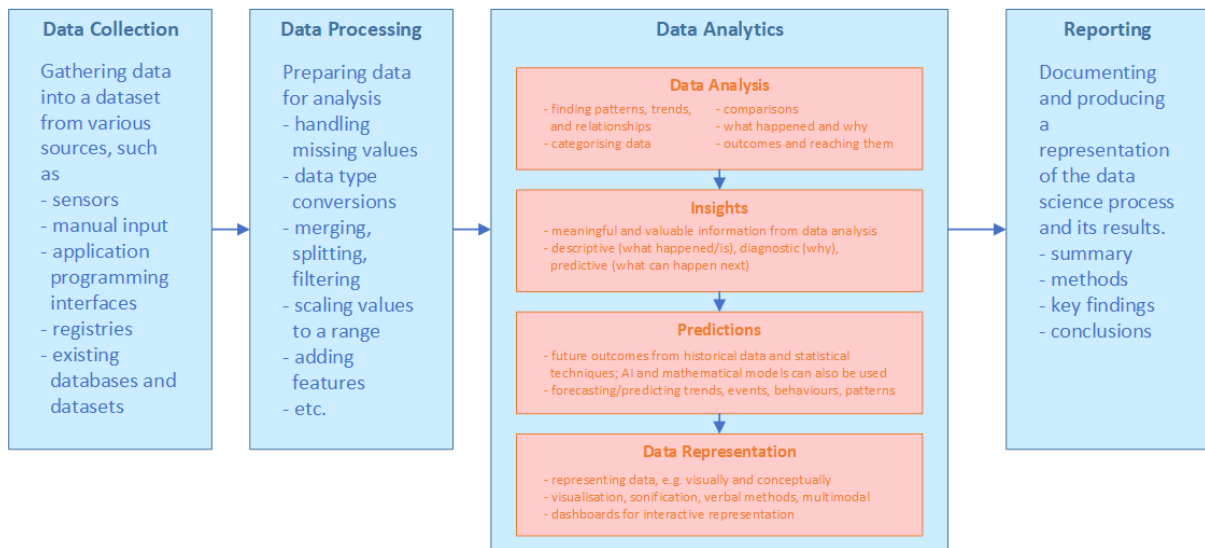 Data Collection
Gathering data
into a dataset
from various
sources, such
as
- sensors
- manual input
- application
programming
interfaces
- registries
- existing
databases and
datasets
Data Processing
Preparing data
for analysis
- handling
missing values
- data type
conversions
- merging,
splitting,
filtering
- scaling values
to a range
- adding
features
- etc.
Data Analytics
Data Analysis
- finding patterns, trends,
and relationships
- categorising data
- comparisons
- what happened and why
- outcomes and reaching them
Insights
- meaningful and valuable information from data analysis
- descriptive (what happened/is), diagnostic (why),
predictive (what can happen next)
Predictions
- future outcomes from historical data and statistical
techniques; AI and mathematical models can also be used
- forecasting/predicting trends, events, behaviours, patterns
Data Representation
- representing data, e.g. visually and conceptually
- visualisation, sonification, verbal methods, multimodal
- dashboards for interactive representation
Reporting
Documenting
and producing
a
representation
of the data
science process
and its results.
- summary
- methods
- key findings
- conclusions